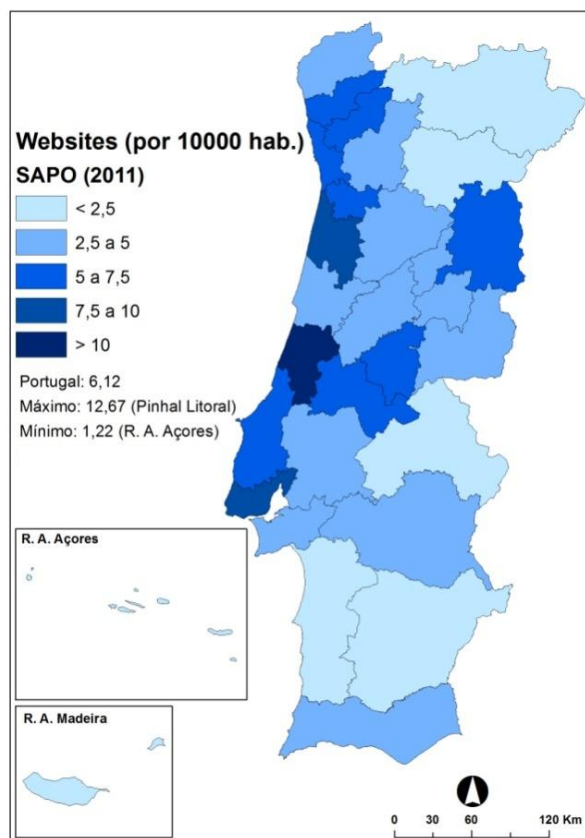 Websites (por 10000 hab.)
SAPO (2011)
< 2,5
2,5 a 5
5 a 7,5
7,5 a 10
> 10
Portugal: 6,12
Máximo: 12,67 (Pinhal Litoral)
Mínimo: 1,22 (R. A. Açores)
R. A. Açores
R. A. Madeira
0 30 60 120 Km